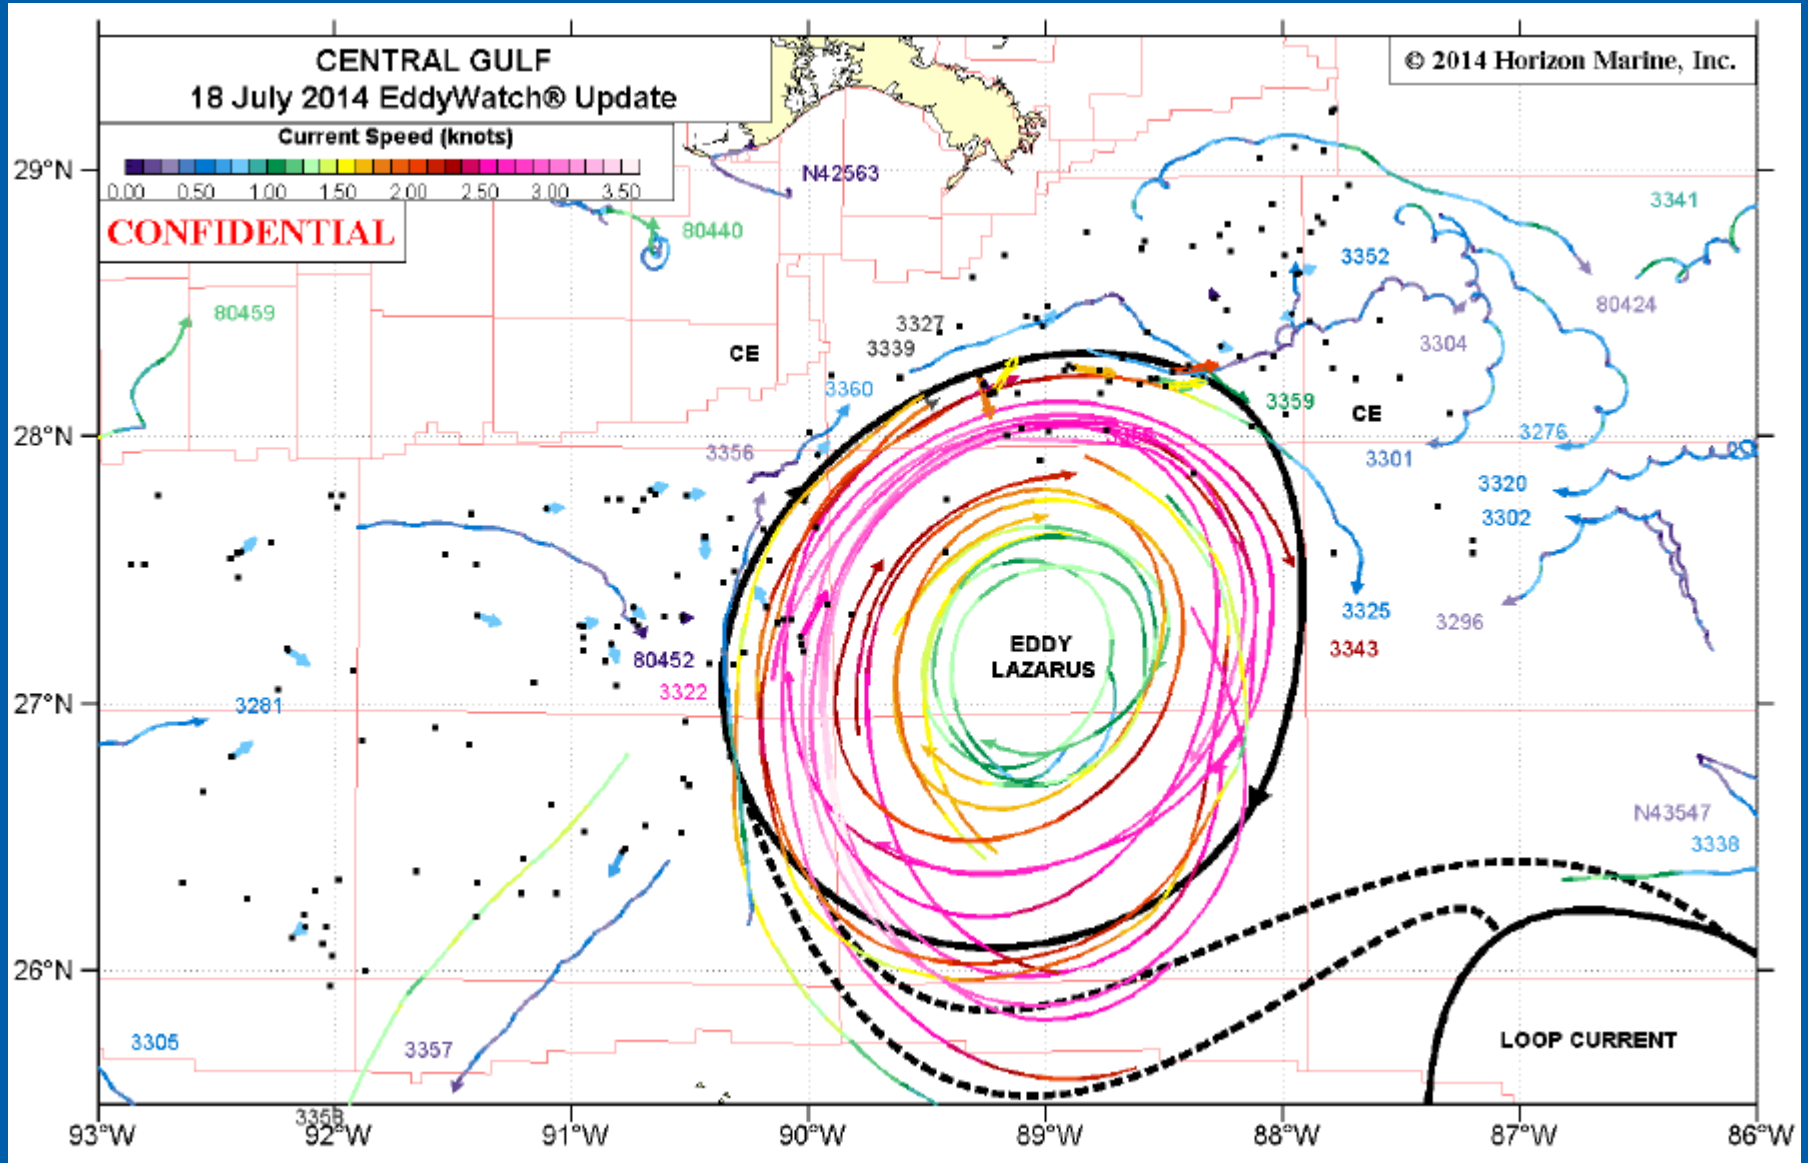 CENTRAL GULF
18 July 2014 EddyWatch® Update
© 2014 Horizon Marine, Inc.
Current Speed (knots)
0.00 0.50 1.00 1.50 2.00 2.50 3.00 3.50
CONFIDENTIAL
29°N
28°N
27°N
26°N
N42563
80440
80459
3341
3352
80424
3304
3327
3339
CE
3360
3359
CE
3276
3356
3301
3320
3302
3325
3296
3343
EDDY
LAZARUS
80452
3322
3281
N43547
3338
3305
3357
LOOP CURRENT
3358
93°W 92°W 91°W 90°W 89°W 88°W 87°W 86°W